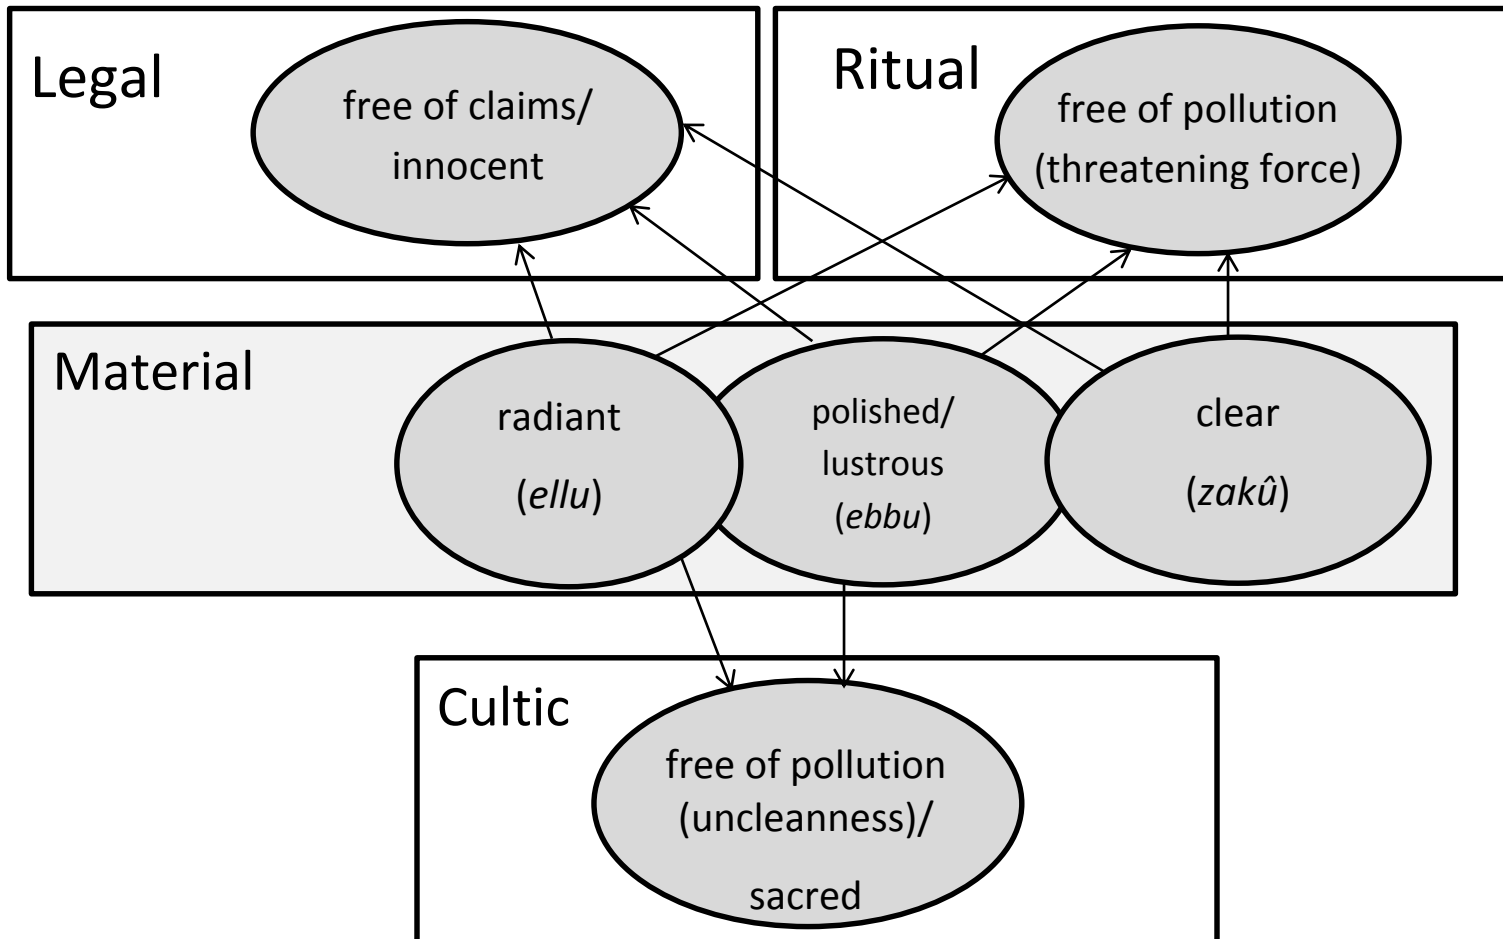 Legal
free of claims/
innocent
Ritual
free of pollution
(threatening force)
Material
radiant
(ellu)
polished/
lustrous
(ebbu)
clear
(zakû)
Cultic
free of pollution
(uncleanness)/
sacred